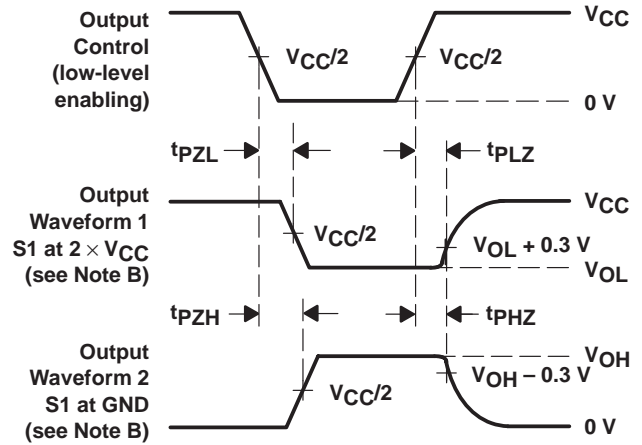 Output
Control
(low-level
enabling)
VCC
VCC/2
VCC/2
0 V
tPZL
tPLZ
Output
Waveform 1
S1 at 2 × VCC
(see Note B)
VCC
VCC/2
VOL + 0.3 V
VOL
tPZH
tPHZ
Output
Waveform 2
S1 at GND
(see Note B)
VOH
VOH − 0.3 V
VCC/2
0 V